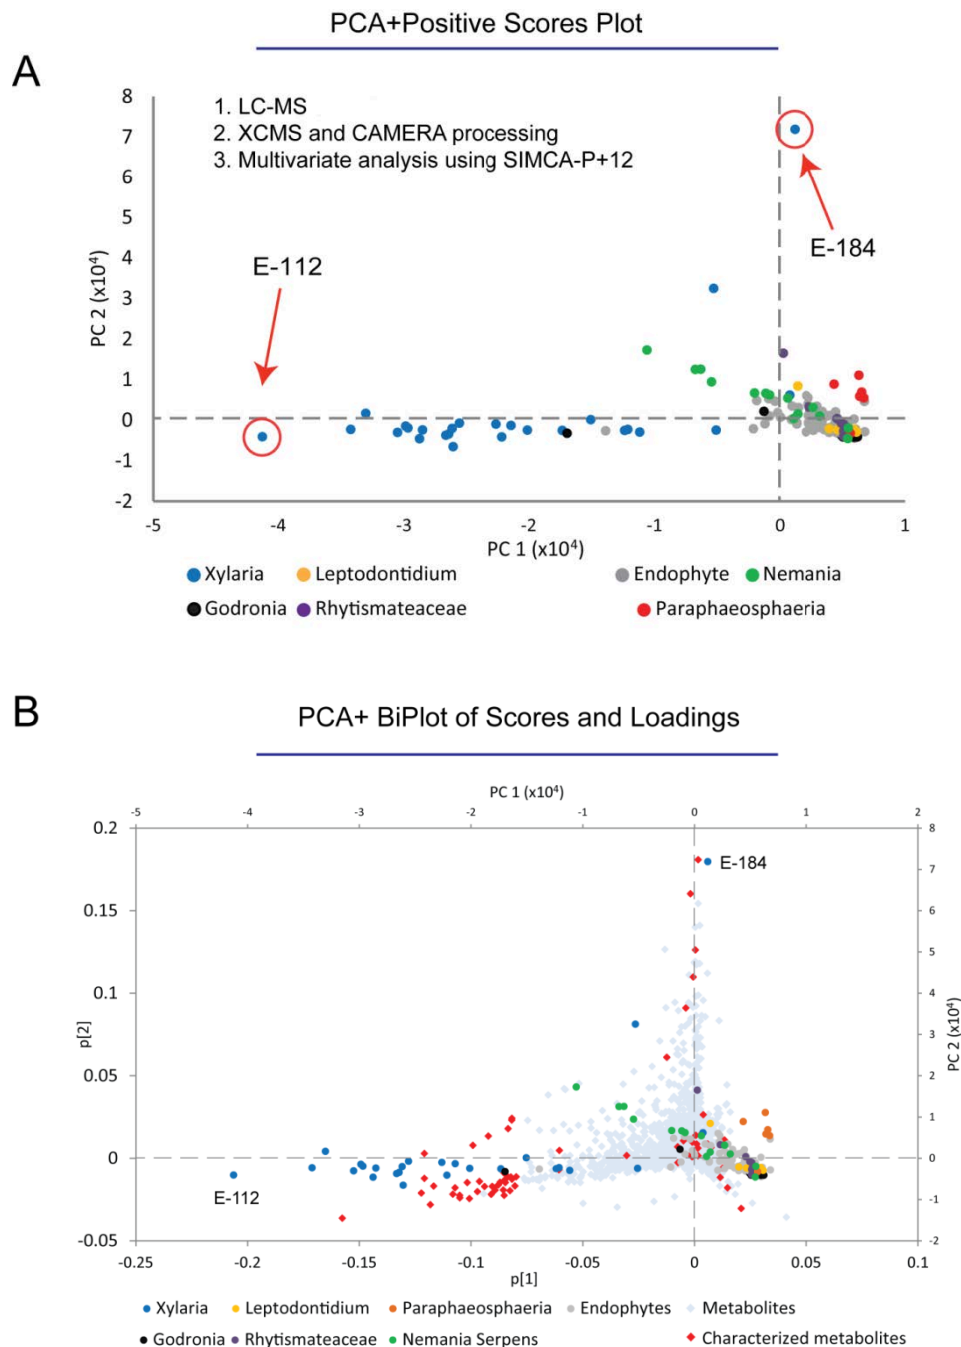 PCA+Positive Scores Plot
A
1. LC-MS
2. XCMS and CAMERA processing
3. Multivariate analysis using SIMCA-P+12
E-112
E-184
PC 2 (x10⁴)
8
7
6
5
4
3
2
1
0
-1
-2
-5 -4 -3 -2 -1 0 1
PC 1 (x10⁴)
Xylaria Leptodontidium Endophyte Nemania
Godronia Rhytismateaceae Paraphaeosphaeria
B
PCA+ BiPlot of Scores and Loadings
PC 1 (x10⁴)
-5 -4 -3 -2 -1 0 1 2
0.2
0.15
0.1
0.05
0
-0.05
p[2]
E-184
E-112
8
7
6
5
4
3
2
1
0
-1
-2
PC 2 (x10⁴)
-0.25 -0.2 -0.15 -0.1 -0.05 0 0.05 0.1
p[1]
Xylaria Leptodontidium Paraphaeosphaeria Endophytes Metabolites
Godronia Rhytismateaceae Nemania Serpens Characterized metabolites